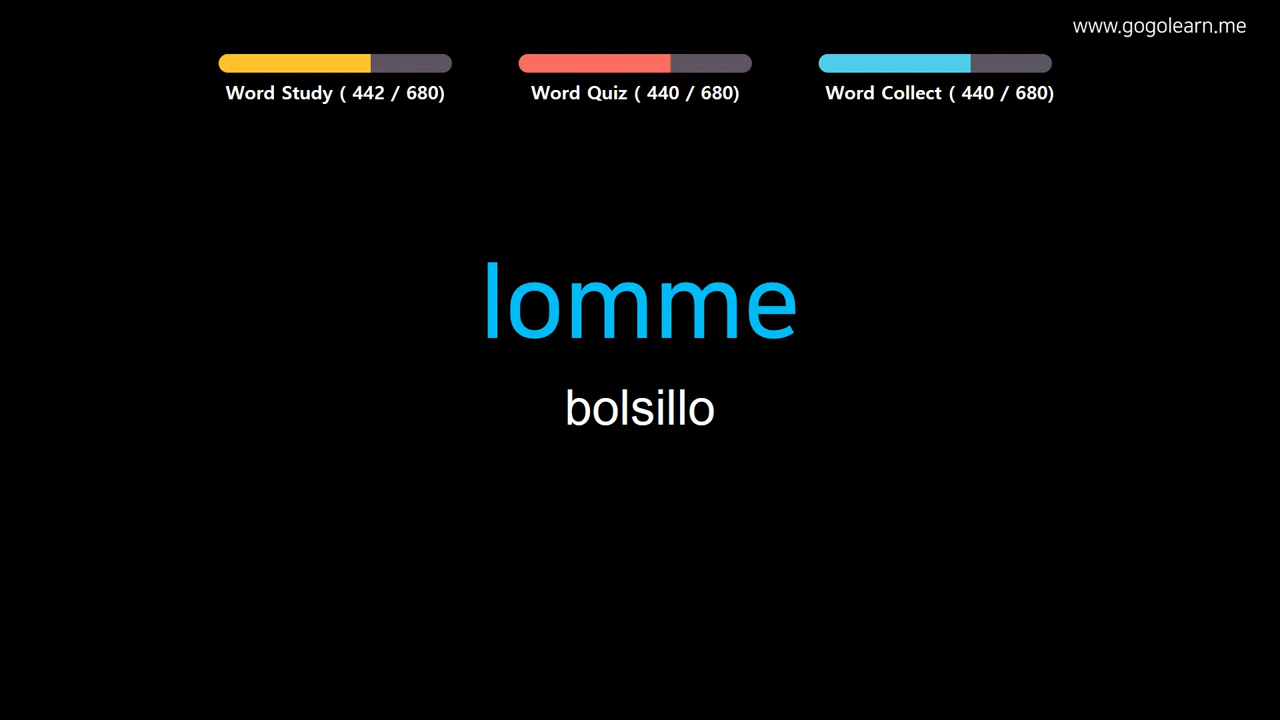 www.gogolearn.me
Word Study ( 442 / 680)
Word Quiz ( 440 / 680)
Word Collect ( 440 / 680)
lomme
bolsillo